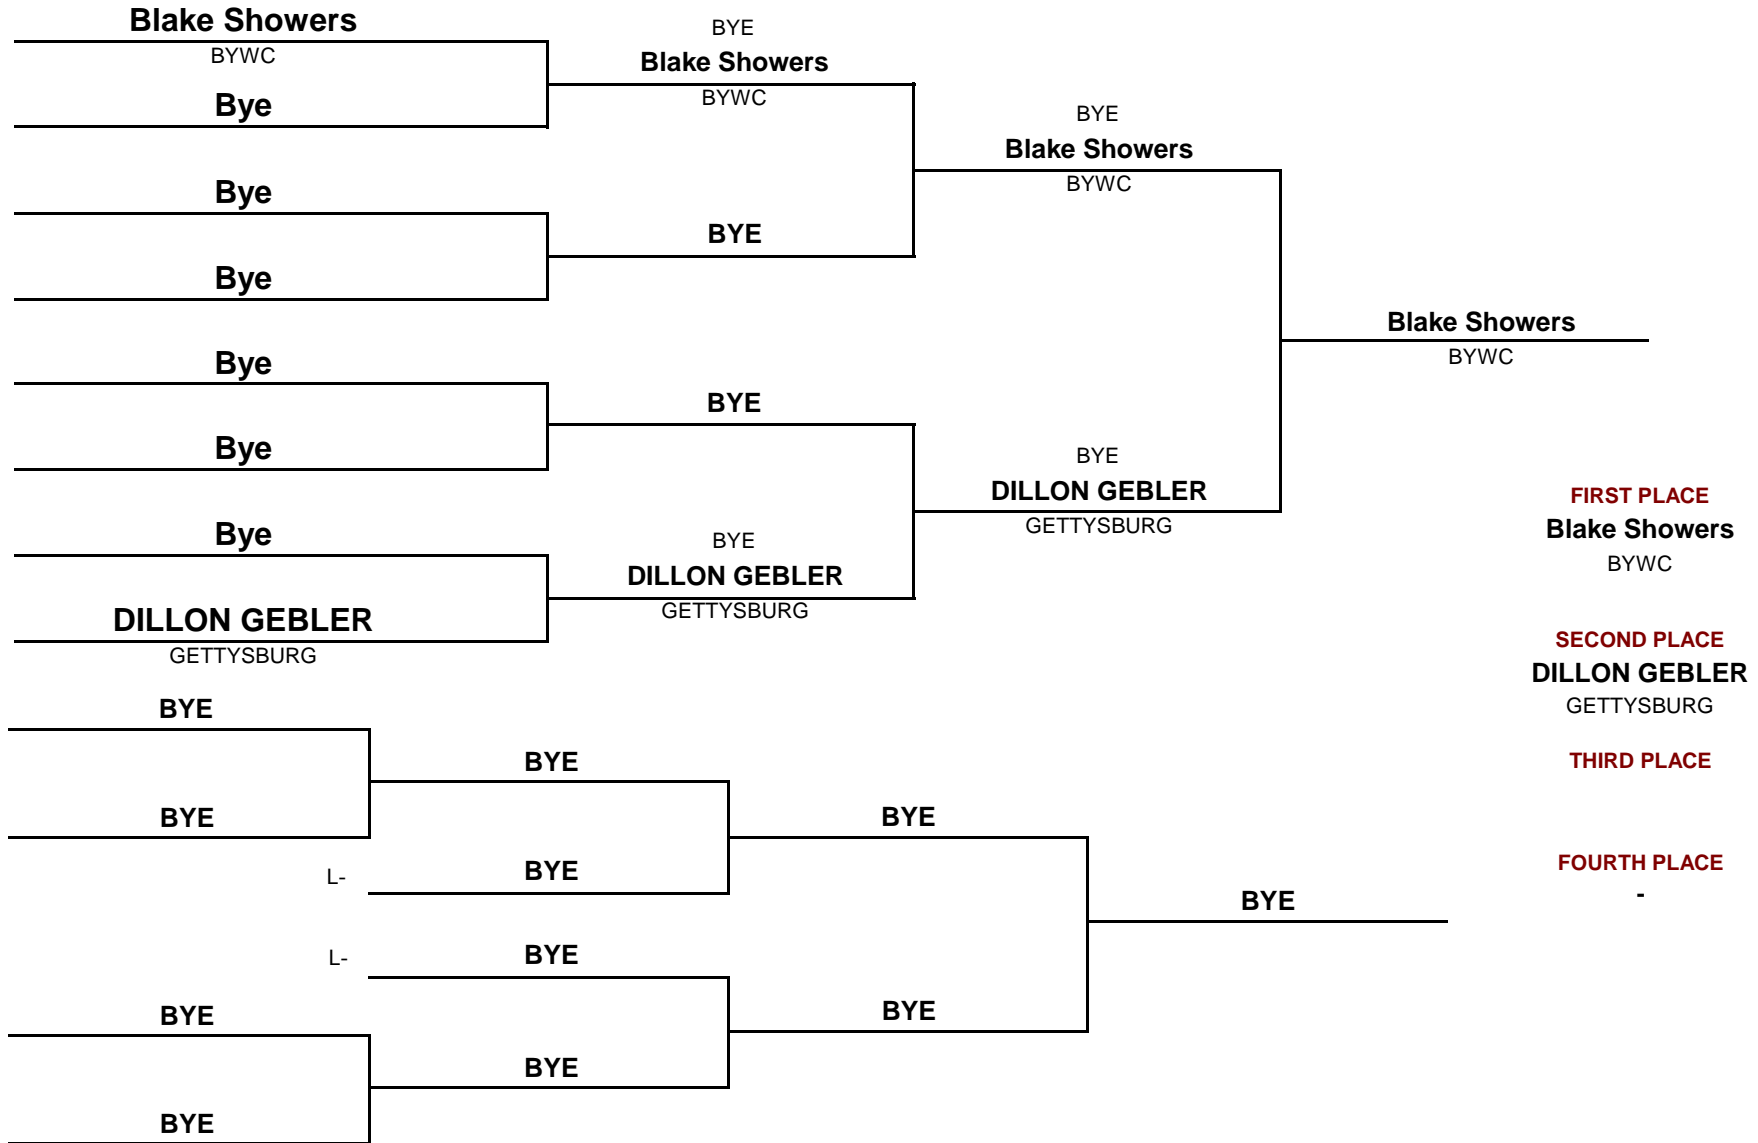 Blake Showers
BYWC
Bye
Bye
Bye
Bye
Bye
Bye
DILLON GEBLER
GETTYSBURG
BYE
Blake Showers
BYWC
BYE
BYE
BYE
DILLON GEBLER
GETTYSBURG
BYE
Blake Showers
BYWC
BYE
DILLON GEBLER
GETTYSBURG
Blake Showers
BYWC
FIRST PLACE
Blake Showers
BYWC
SECOND PLACE
DILLON GEBLER
GETTYSBURG
THIRD PLACE
FOURTH PLACE
-
BYE
BYE
BYE
BYE
BYE
L- BYE
L- BYE
BYE
BYE
BYE
BYE